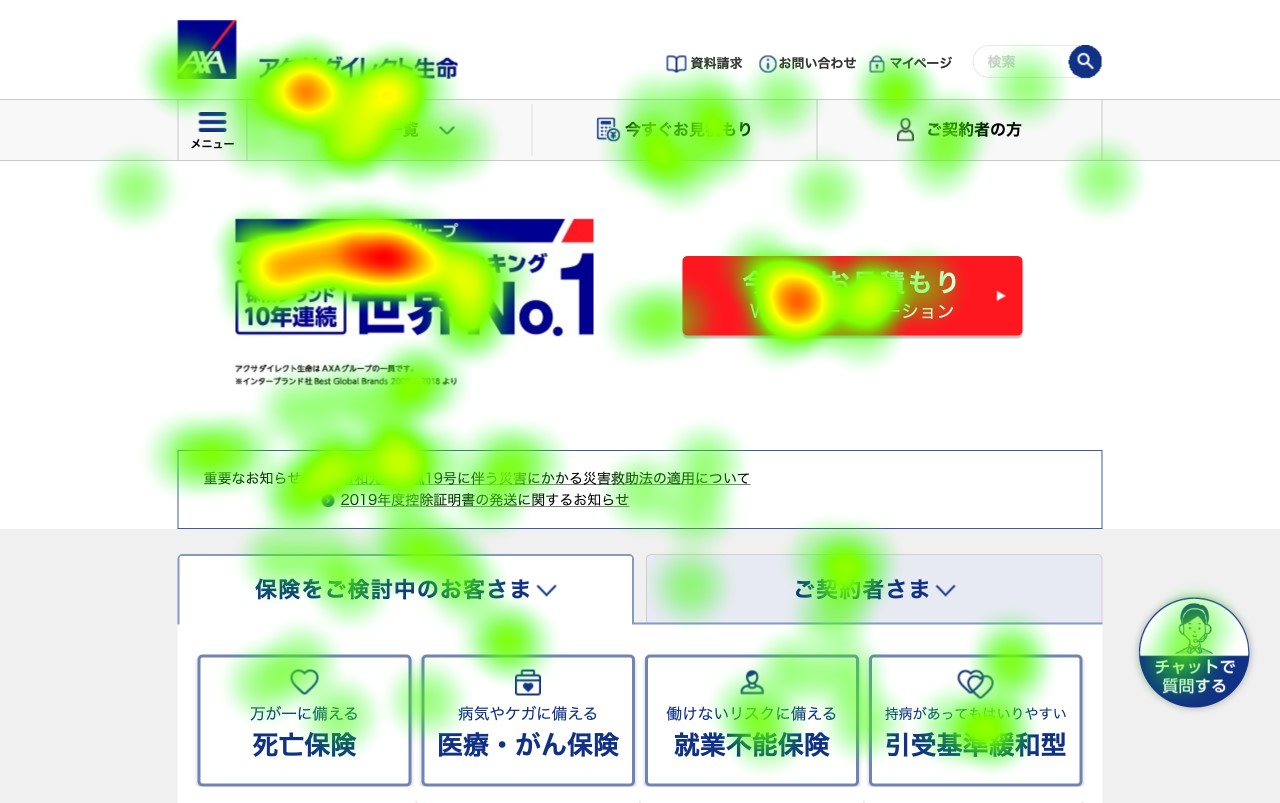 AXA
アクサダイレクト生命
資料請求
お問い合わせ
マイページ
検索
メニュー
覧
今すぐお見積もり
ご契約者の方
ループ
キング
保険ブランド
10年連続
世界No.1
アクサダイレクト生命はAXAグループの一員です。
※インターブランド社 Best Global Brands 2009～2018 より
お見積もり
ション
重要なお知らせ
19号に伴う災害にかかる災害救助法の適用について
2019年度控除証明書の発送に関するお知らせ
保険をご検討中のお客さま
ご契約者さま
万が一に備える
死亡保険
病気やケガに備える
医療・がん保険
働けないリスクに備える
就業不能保険
持病があってもはいりやすい
引受基準緩和型
チャットで
質問する